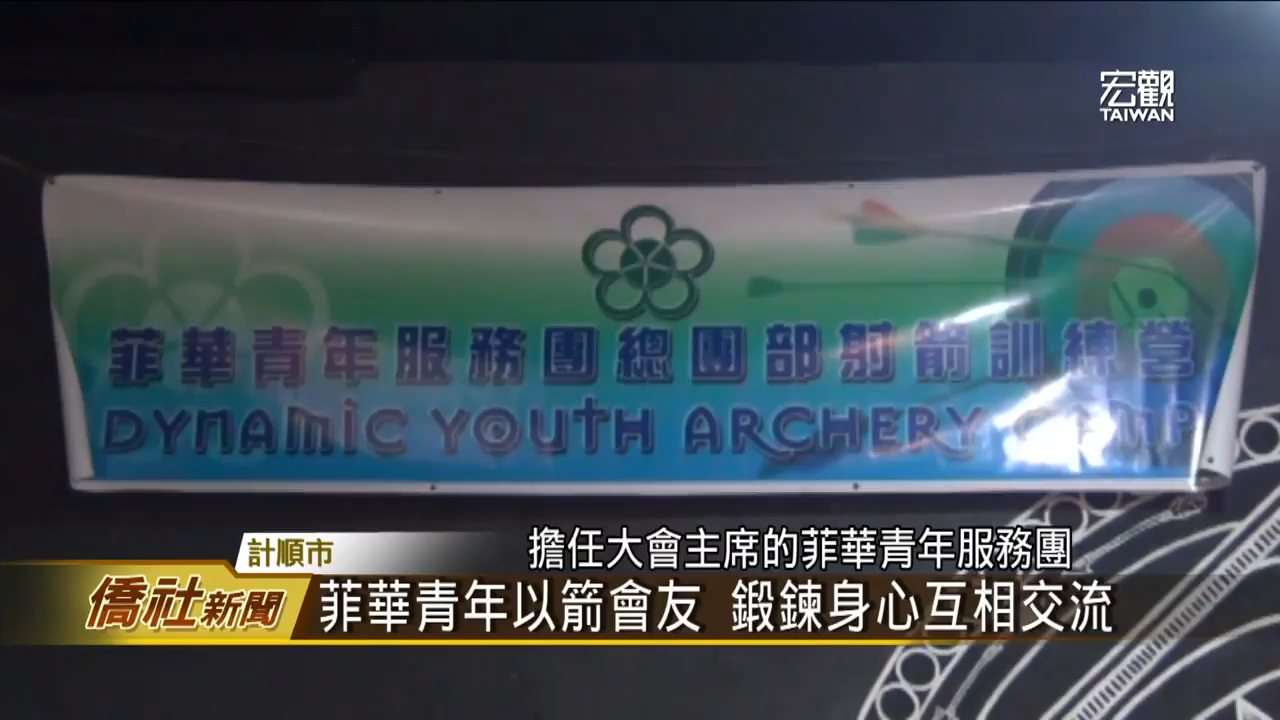 宏觀
TAIWAN
菲華青年服務團總團部射箭訓練營
DYNAMIC YOUTH ARCHERY CAMP
計順市
擔任大會主席的菲華青年服務團
僑社新聞
菲華青年以箭會友 鍛鍊身心互相交流